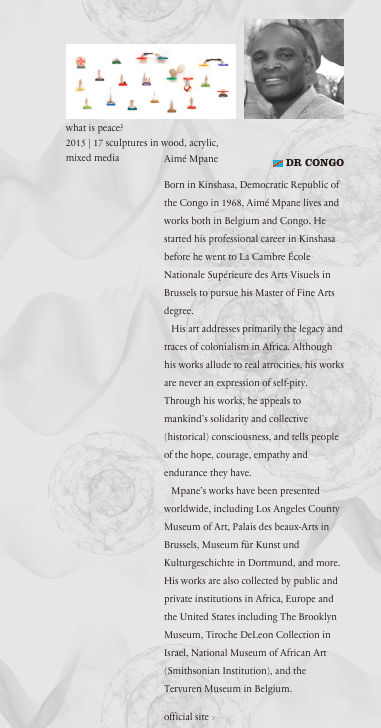 what is peace?
2015 | 17 sculptures in wood, acrylic,
mixed media
Aimé Mpane
DR CONGO
Born in Kinshasa, Democratic Republic of
the Congo in 1968, Aimé Mpane lives and
works both in Belgium and Congo. He
started his professional career in Kinshasa
before he went to La Cambre École
Nationale Supérieure des Arts Visuels in
Brussels to pursue his Master of Fine Arts
degree.
His art addresses primarily the legacy and
traces of colonialism in Africa. Although
his works allude to real atrocities, his works
are never an expression of self-pity.
Through his works, he appeals to
mankind's solidarity and collective
(historical) consciousness, and tells people
of the hope, courage, empathy and
endurance they have.
Mpane's works have been presented
worldwide, including Los Angeles County
Museum of Art, Palais des beaux-Arts in
Brussels, Museum für Kunst und
Kulturgeschichte in Dortmund, and more.
His works are also collected by public and
private institutions in Africa, Europe and
the United States including The Brooklyn
Museum, Tiroche DeLeon Collection in
Israel, National Museum of African Art
(Smithsonian Institution), and the
Tervuren Museum in Belgium.
official site >